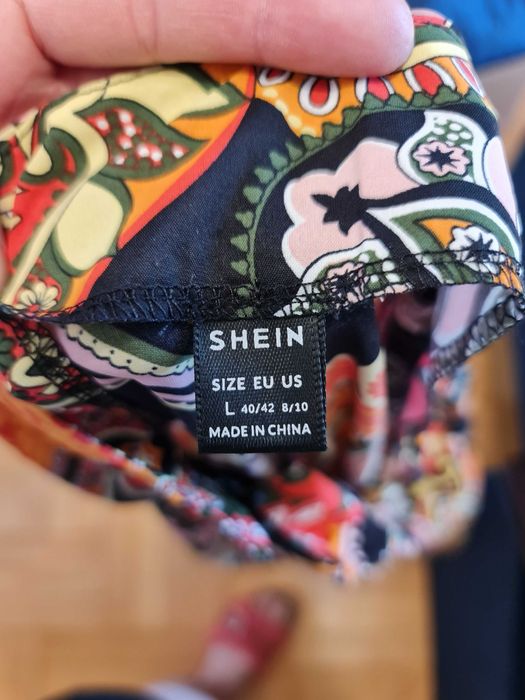 SHEIN
SIZE EU US
L 40/42 8/10
MADE IN CHINA